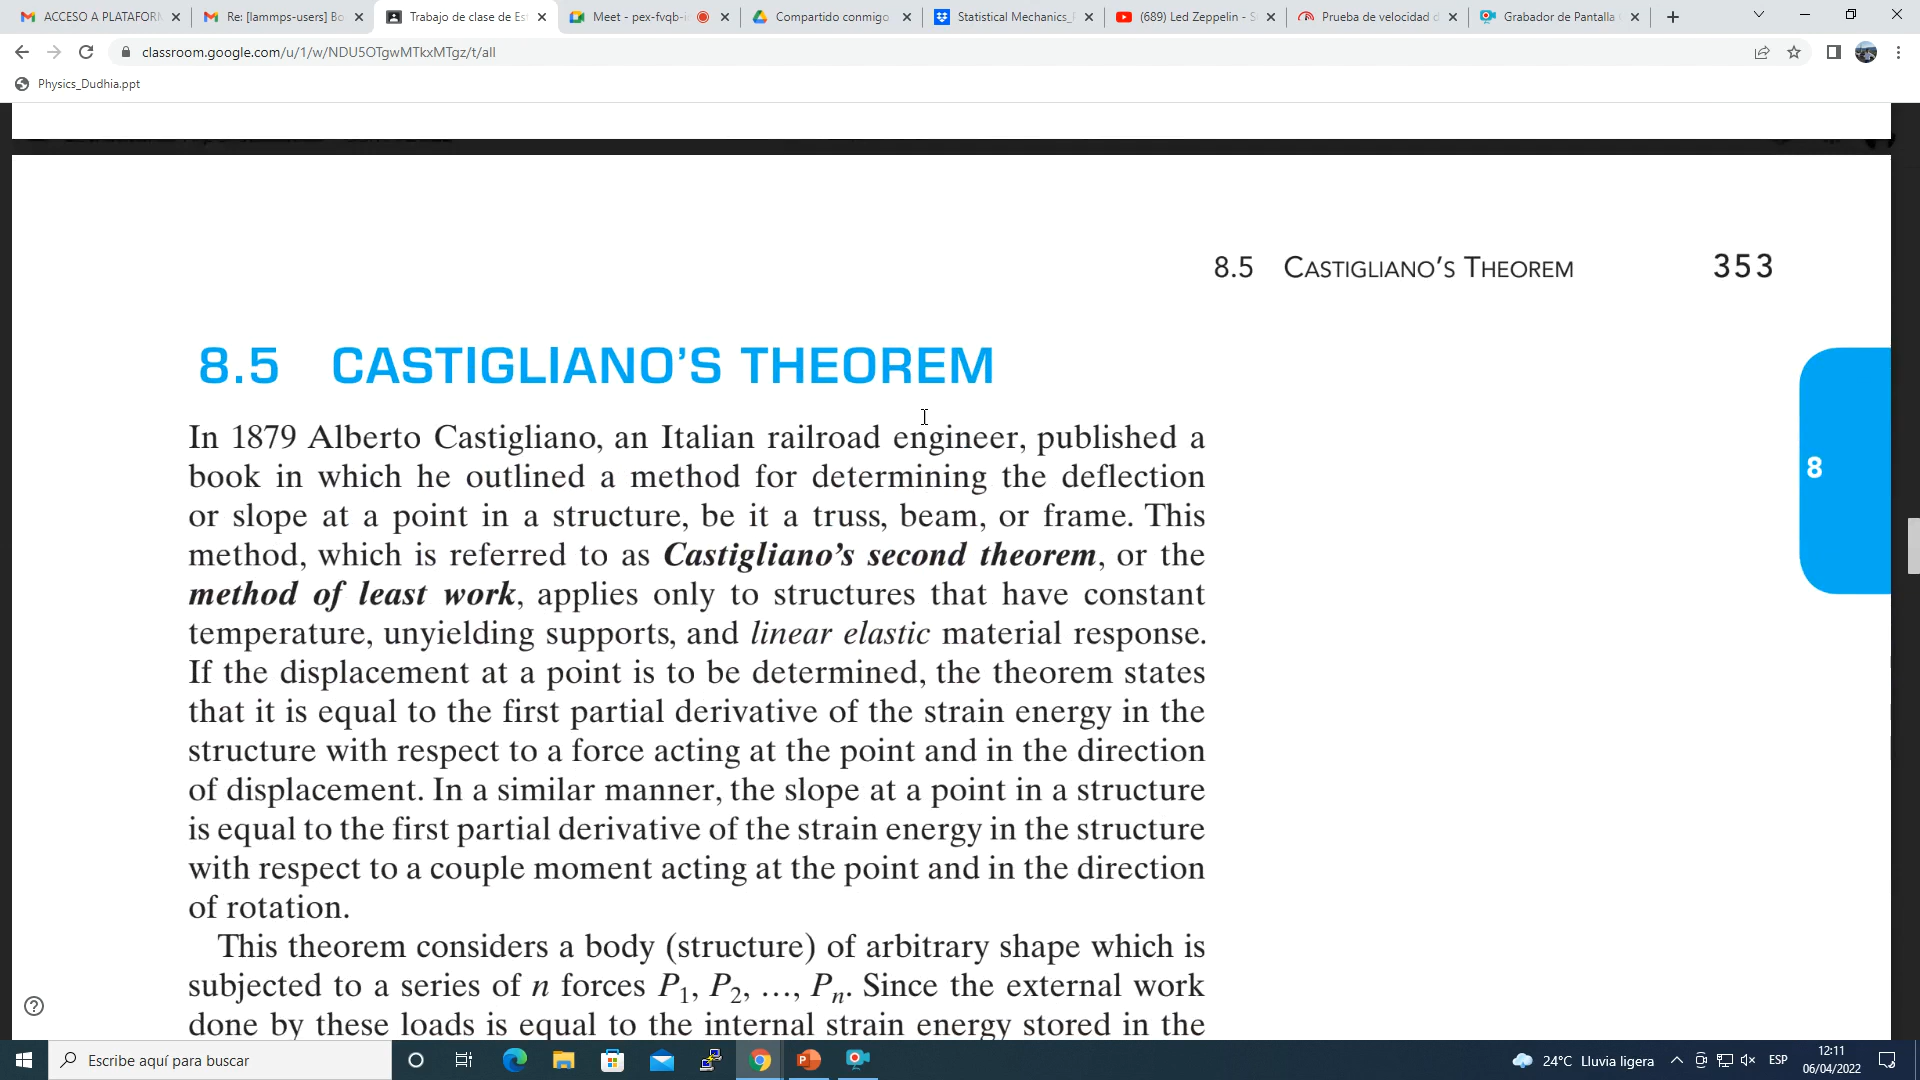 ACCESO A PLATAFOR
Re: [lammps-users] Bo
Trabajo de clase de Es
Meet - pex-fvqb-i
Compartido conmigo
Statistical Mechanics_
(689) Led Zeppelin - S
Prueba de velocidad d
Grabador de Pantalla
classroom.google.com/u/1/w/NDU5OTgwMTkxMTgz/t/all
Physics_Dudhia.ppt
8.5 CASTIGLIANO'S THEOREM 353
8.5 CASTIGLIANO'S THEOREM
In 1879 Alberto Castigliano, an Italian railroad engineer, published a
book in which he outlined a method for determining the deflection
or slope at a point in a structure, be it a truss, beam, or frame. This
method, which is referred to as Castigliano's second theorem, or the
method of least work, applies only to structures that have constant
temperature, unyielding supports, and linear elastic material response.
If the displacement at a point is to be determined, the theorem states
that it is equal to the first partial derivative of the strain energy in the
structure with respect to a force acting at the point and in the direction
of displacement. In a similar manner, the slope at a point in a structure
is equal to the first partial derivative of the strain energy in the structure
with respect to a couple moment acting at the point and in the direction
of rotation.
This theorem considers a body (structure) of arbitrary shape which is
subjected to a series of n forces P1, P2, …, Pn. Since the external work
done by these loads is equal to the internal strain energy stored in the
8
Escribe aquí para buscar
24°C Lluvia ligera
ESP
12:11
06/04/2022